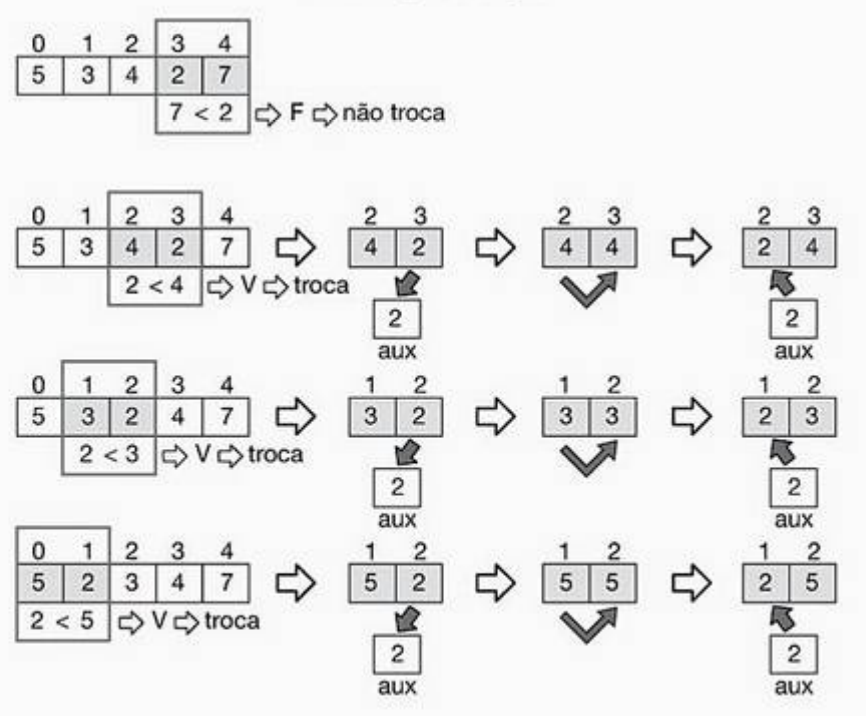 0 1 2 3 4
5 3 4 2 7
7 < 2 F não troca
0 1 2 3 4 2 3 2 3 2 3
5 3 4 2 7 4 2 4 4 2 4
2 < 4 V troca
2 2
aux aux
0 1 2 3 4 1 2 1 2 1 2
5 3 2 4 7 3 2 3 3 2 3
2 < 3 V troca
2 2
aux aux
0 1 2 3 4 1 2 1 2 1 2
5 2 3 4 7 5 2 5 5 2 5
2 < 5 V troca
2 2
aux aux